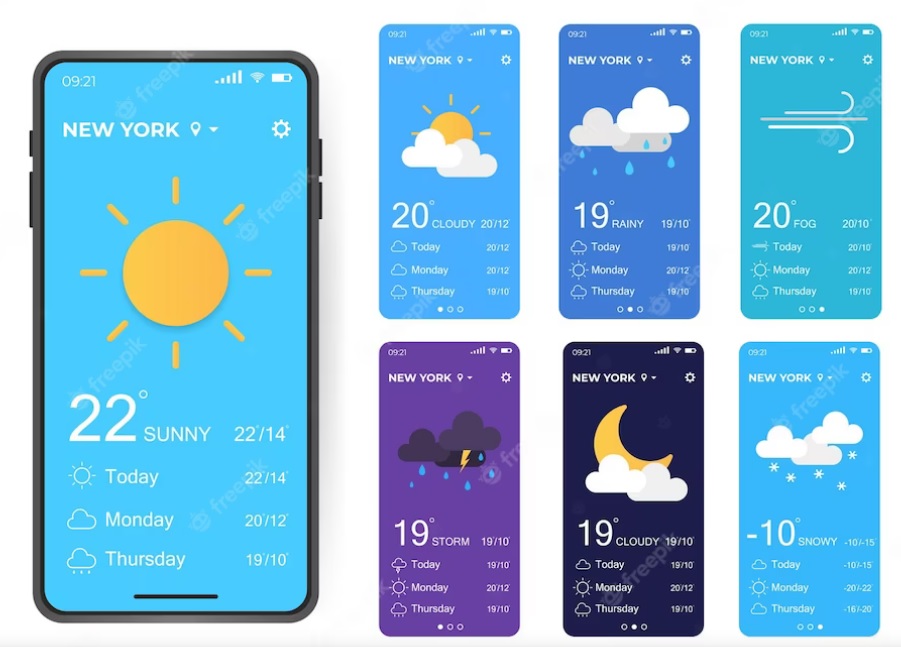 09:21
NEW YORK
22°
SUNNY 22°/14°
Today 22°/14°
Monday 20°/12°
Thursday 19°/10°
09:21
NEW YORK
20° CLOUDY 20°/12°
Today 20/12°
Monday 20/12°
Thursday 19/10°
09:21
NEW YORK
19° RAINY 19°/10°
Today 19/10°
Monday 20/12°
Thursday 19/10°
09:21
NEW YORK
20° FOG 20/10°
Today 20/10°
Monday 20/12°
Thursday 19/10°
09:21
NEW YORK
19° STORM 19/10°
Today 19/10°
Monday 20/12°
Thursday 19/10°
09:21
NEW YORK
19° CLOUDY 19°/10°
Today 19/10°
Monday 20/12°
Thursday 19/10°
09:21
NEW YORK
-10° SNOWY -10/-15°
Today -10/-15°
Monday -20/-22°
Thursday -16/-20°
freepik